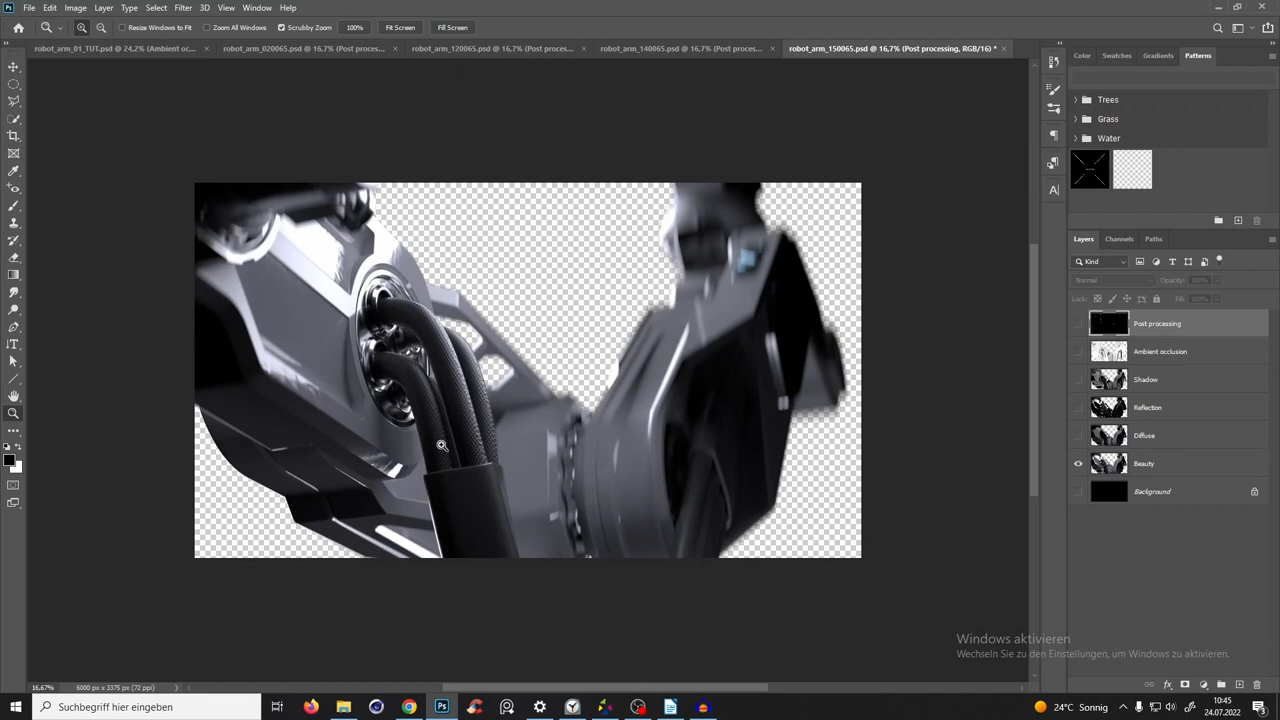 File Edit Image Layer Type Select Filter 3D View Window Help
Resize Windows to Fit Zoom All Windows Scrubby Zoom 100% Fit Screen Fill Screen
robot_arm_01_TUT.psd @ 24,2% (Ambient oc... × robot_arm_020065.psd @ 16,7% (Post proces... × robot_arm_120065.psd @ 16,7% (Post proces... × robot_arm_140065.psd @ 16,7% (Post proces... × robot_arm_150065.psd @ 16,7% (Post processing, RGB/16) * ×
Color Swatches Gradients Patterns
Trees
Grass
Water
Layers Channels Paths
Kind
Normal Opacity: 100%
Lock: Fill: 100%
Post processing
Ambient occlusion
Shadow
Reflection
Diffuse
Beauty
Background
Windows aktivieren
Wechseln Sie zu den Einstellungen, um Windows zu aktivieren.
16,67% 6000 px x 3375 px (72 ppi)
Suchbegriff hier eingeben
24°C Sonnig
10:45
24.07.2022